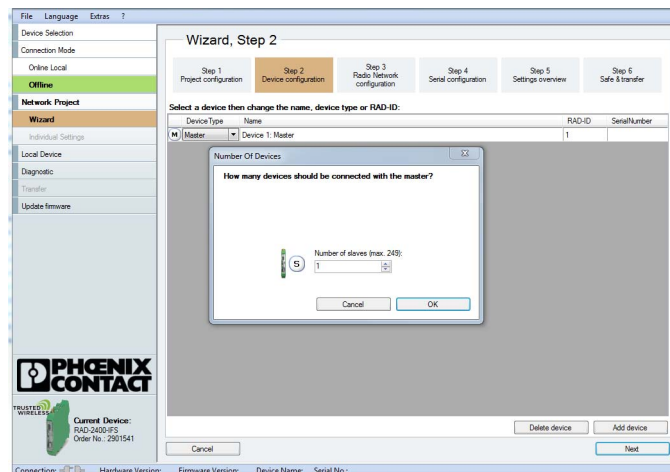 File Language Extras ?
Device Selection
Connection Mode
Online Local
Offline
Network Project
Wizard
Individual Settings
Local Device
Diagnostic
Transfer
Update firmware
Wizard, Step 2
Step 1
Project configuration
Step 2
Device configuration
Step 3
Radio Network
configuration
Step 4
Serial configuration
Step 5
Settings overview
Step 6
Safe & transfer
Select a device then change the name, device type or RAD-ID:
DeviceType Name RAD-ID SerialNumber
M Master Device 1: Master 1
Number Of Devices
How many devices should be connected with the master?
S
Number of slaves (max. 249):
1
Cancel OK
PHŒNIX
CONTACT
TRUSTED
WIRELESS
Current Device:
RAD-2400-IFS
Order No.: 2901541
Delete device Add device
Cancel Next
Connection: Hardware Version: Firmware Version: Device Name: Serial No.: